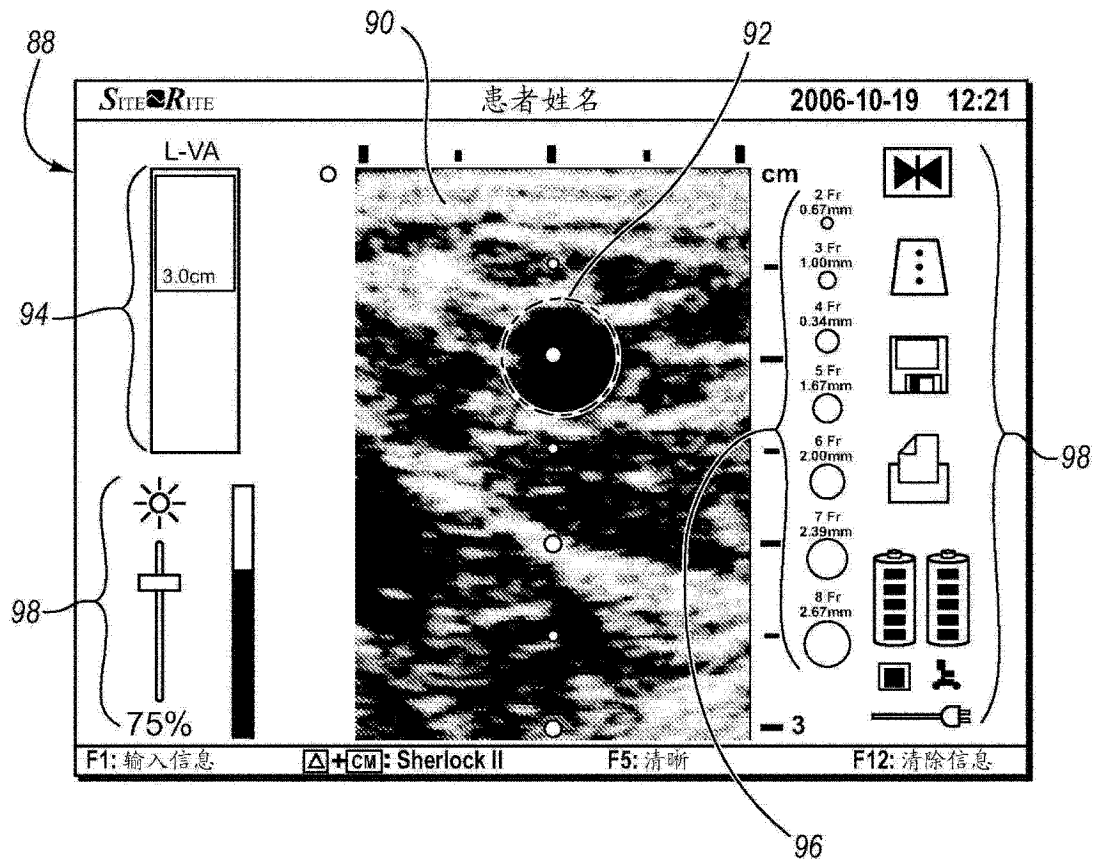 88
90
92
SITE RITE 患者姓名 2006-10-19 12:21
L-VA
cm
3.0cm
94
2 Fr
0.67mm
3 Fr
1.00mm
4 Fr
0.34mm
5 Fr
1.67mm
6 Fr
2.00mm
7 Fr
2.39mm
8 Fr
2.67mm
98
98
75%
3
F1: 输入信息 △+CM: Sherlock II F5: 清晰 F12: 清除信息
96